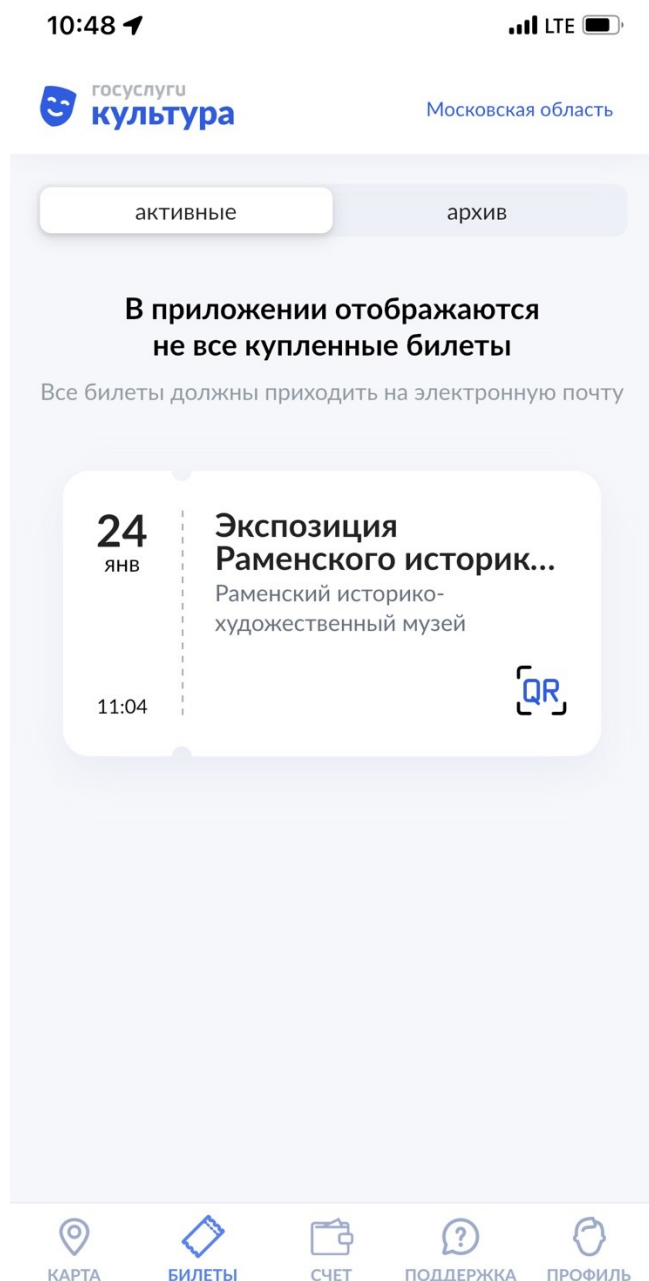 10:48 LTE
госуслуги
культура
Московская область
активные архив
В приложении отображаются
не все купленные билеты
Все билеты должны приходить на электронную почту
24
янв
Экспозиция
Раменского историк...
Раменский историко-
художественный музей
11:04
QR
КАРТА БИЛЕТЫ СЧЕТ ПОДДЕРЖКА ПРОФИЛЬ